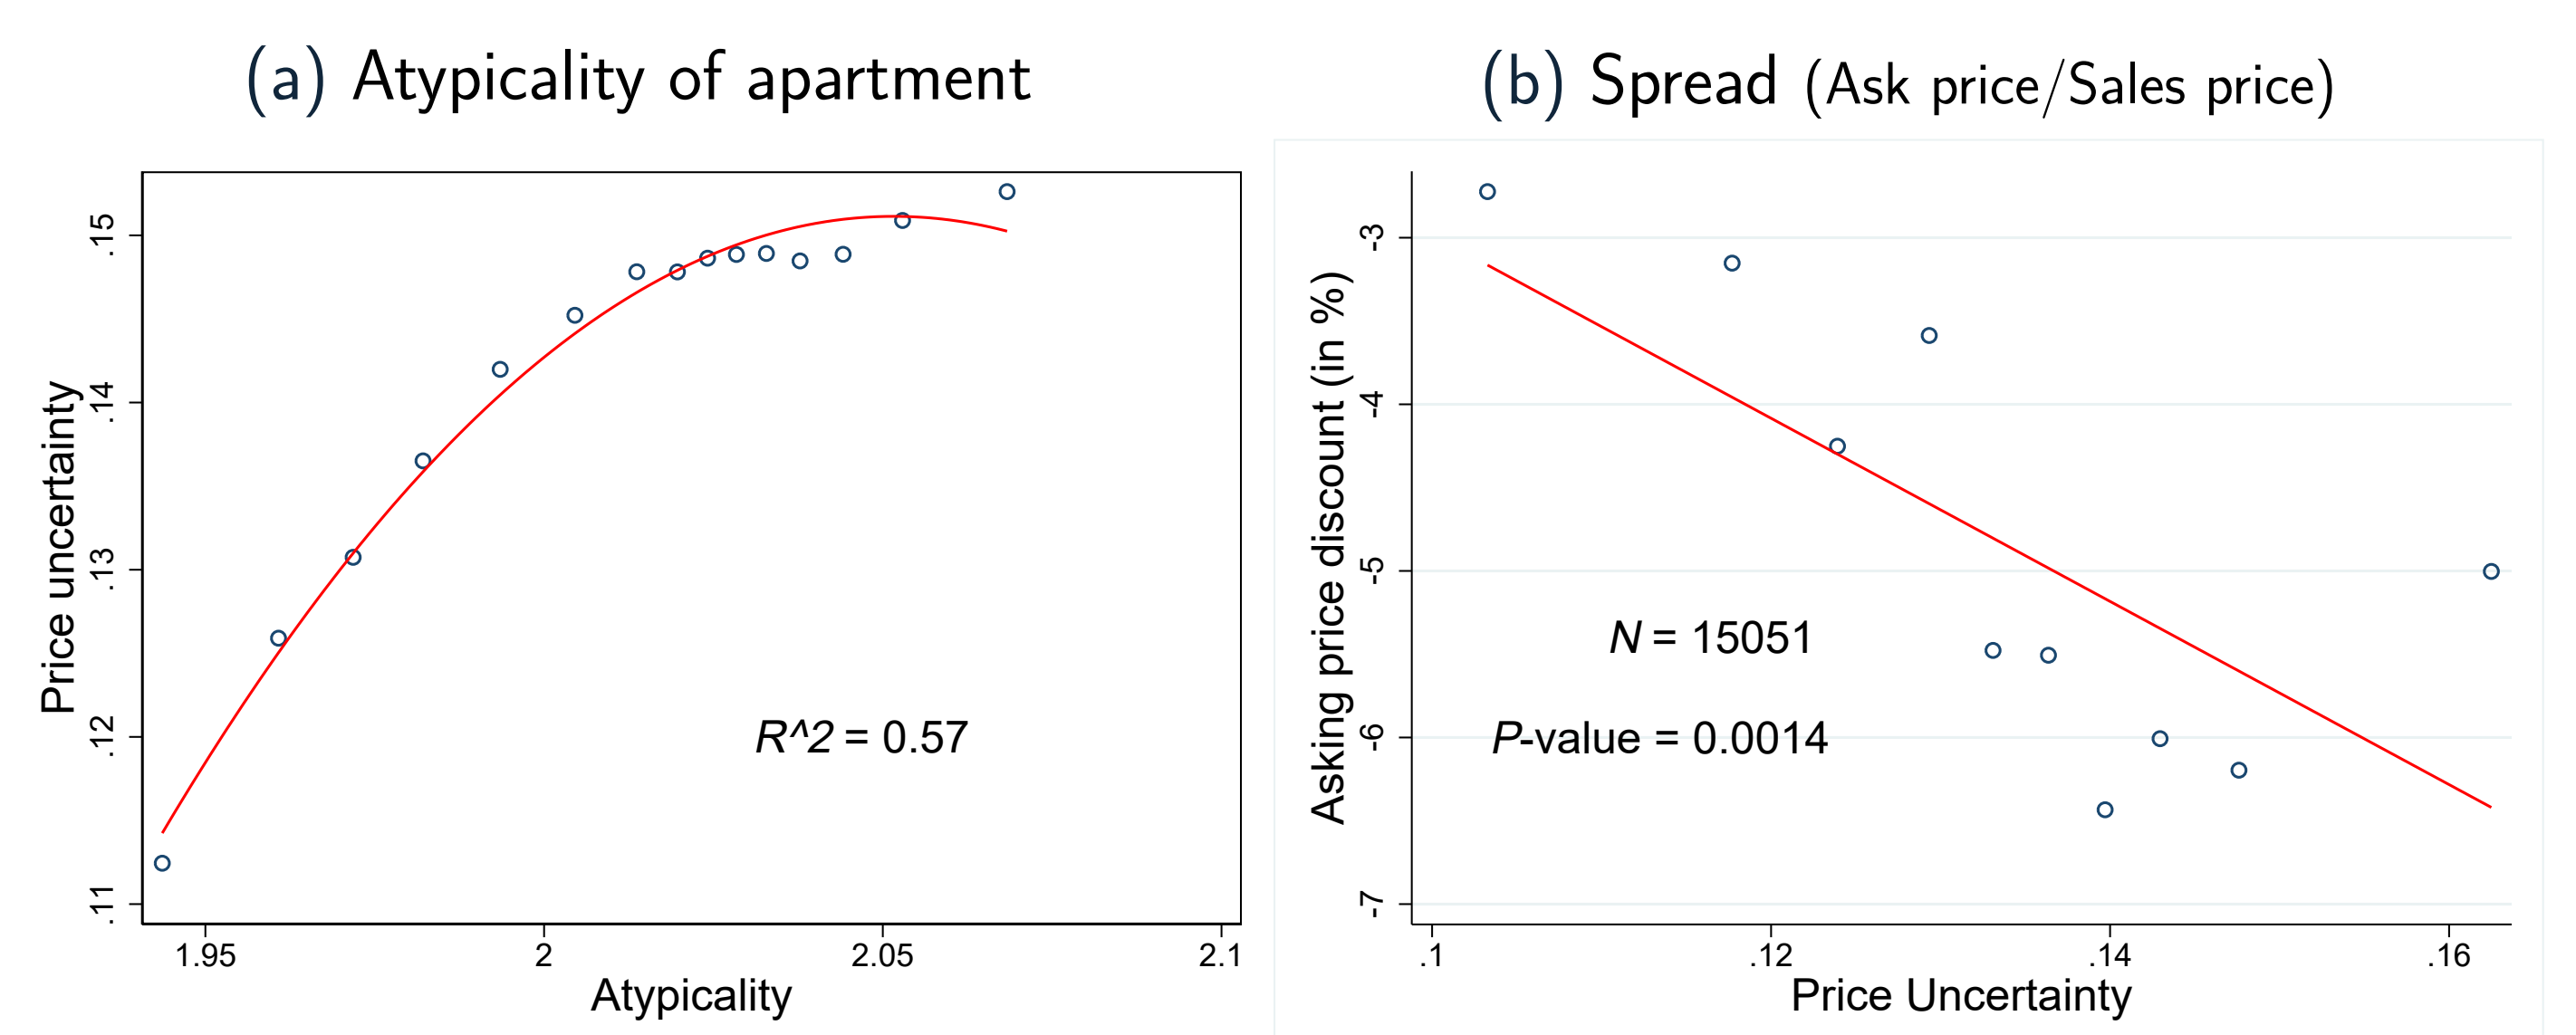 (a) Atypicality of apartment
Price uncertainty
.15
.14
.13
.12
.11
R^2 = 0.57
1.95 2 2.05 2.1
Atypicality
(b) Spread (Ask price/Sales price)
Asking price discount (in %)
-3
-4
-5
-6
-7
N = 15051
P-value = 0.0014
.1 .12 .14 .16
Price Uncertainty